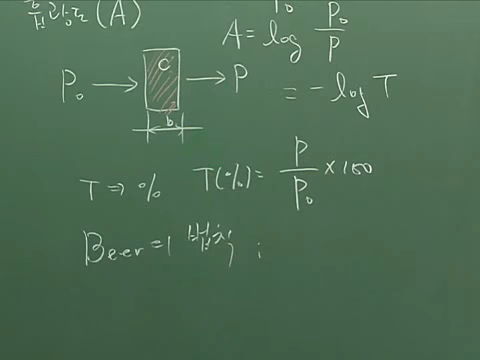 흡광도 (A)
A = log P₀/P
P₀ → C → P
= - log T
b
T ⇒ % T(%) = P/P₀ × 100
Beer의 법칙 :